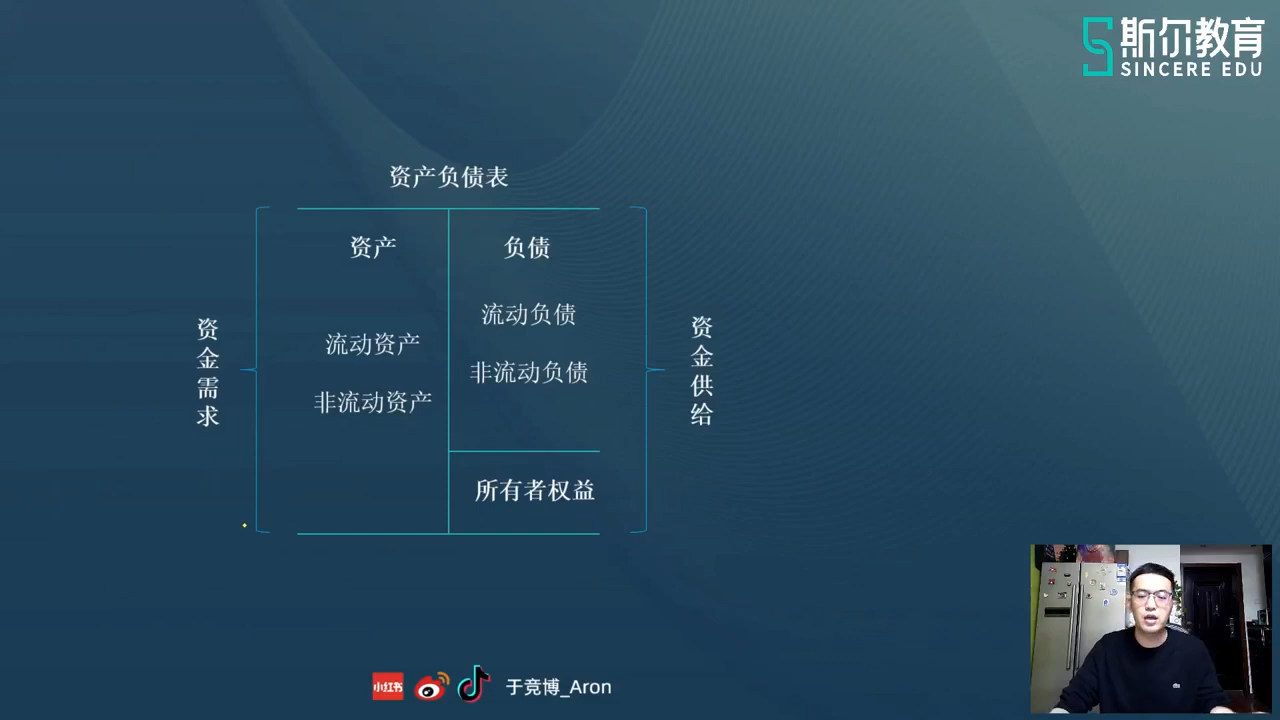 斯尔教育
SINCERE EDU
资产负债表
资产
负债
流动资产
非流动资产
流动负债
非流动负债
所有者权益
资金需求
资金供给
小红书
于竞博_Aron